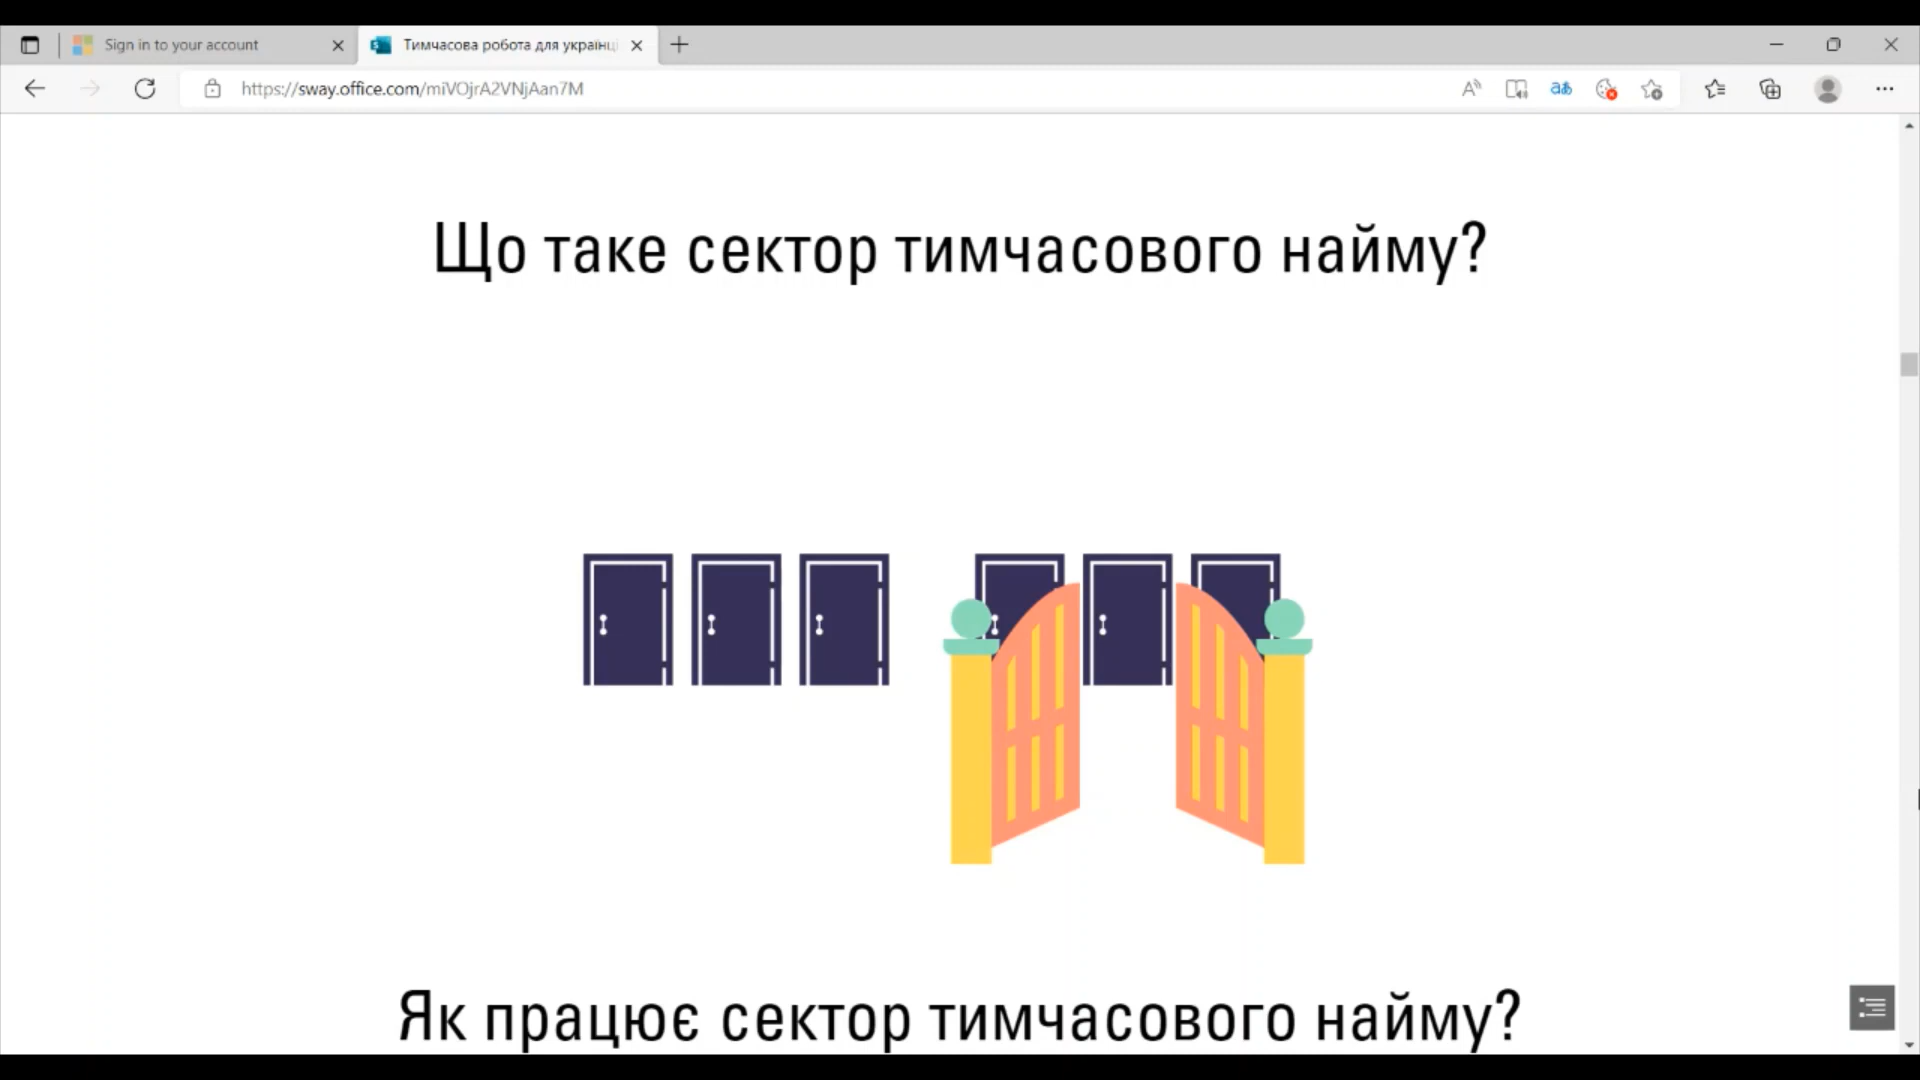 Sign in to your account
Тимчасова робота для українці
https://sway.office.com/miVOjrA2VNjAan7M
Що таке сектор тимчасового найму?
Як працює сектор тимчасового найму?